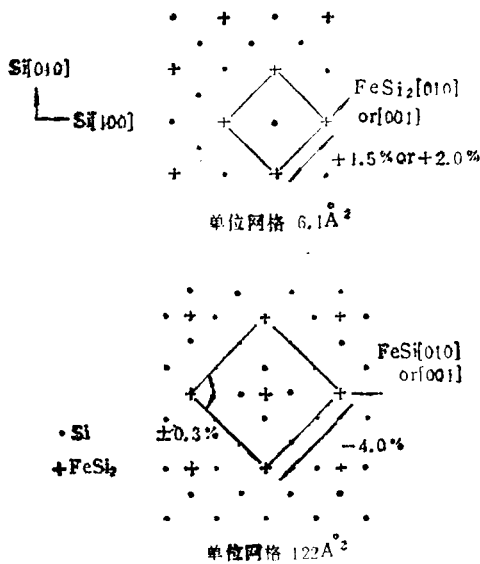 Si[010]
Si[100]
FeSi₂[010]
or[001]
+1.5%or+2.0%
单位网格 6.1Å²
FeSi[010]
or[001]
• Si
±0.3%
-4.0%
+FeSi₂
单位网格 122Å²